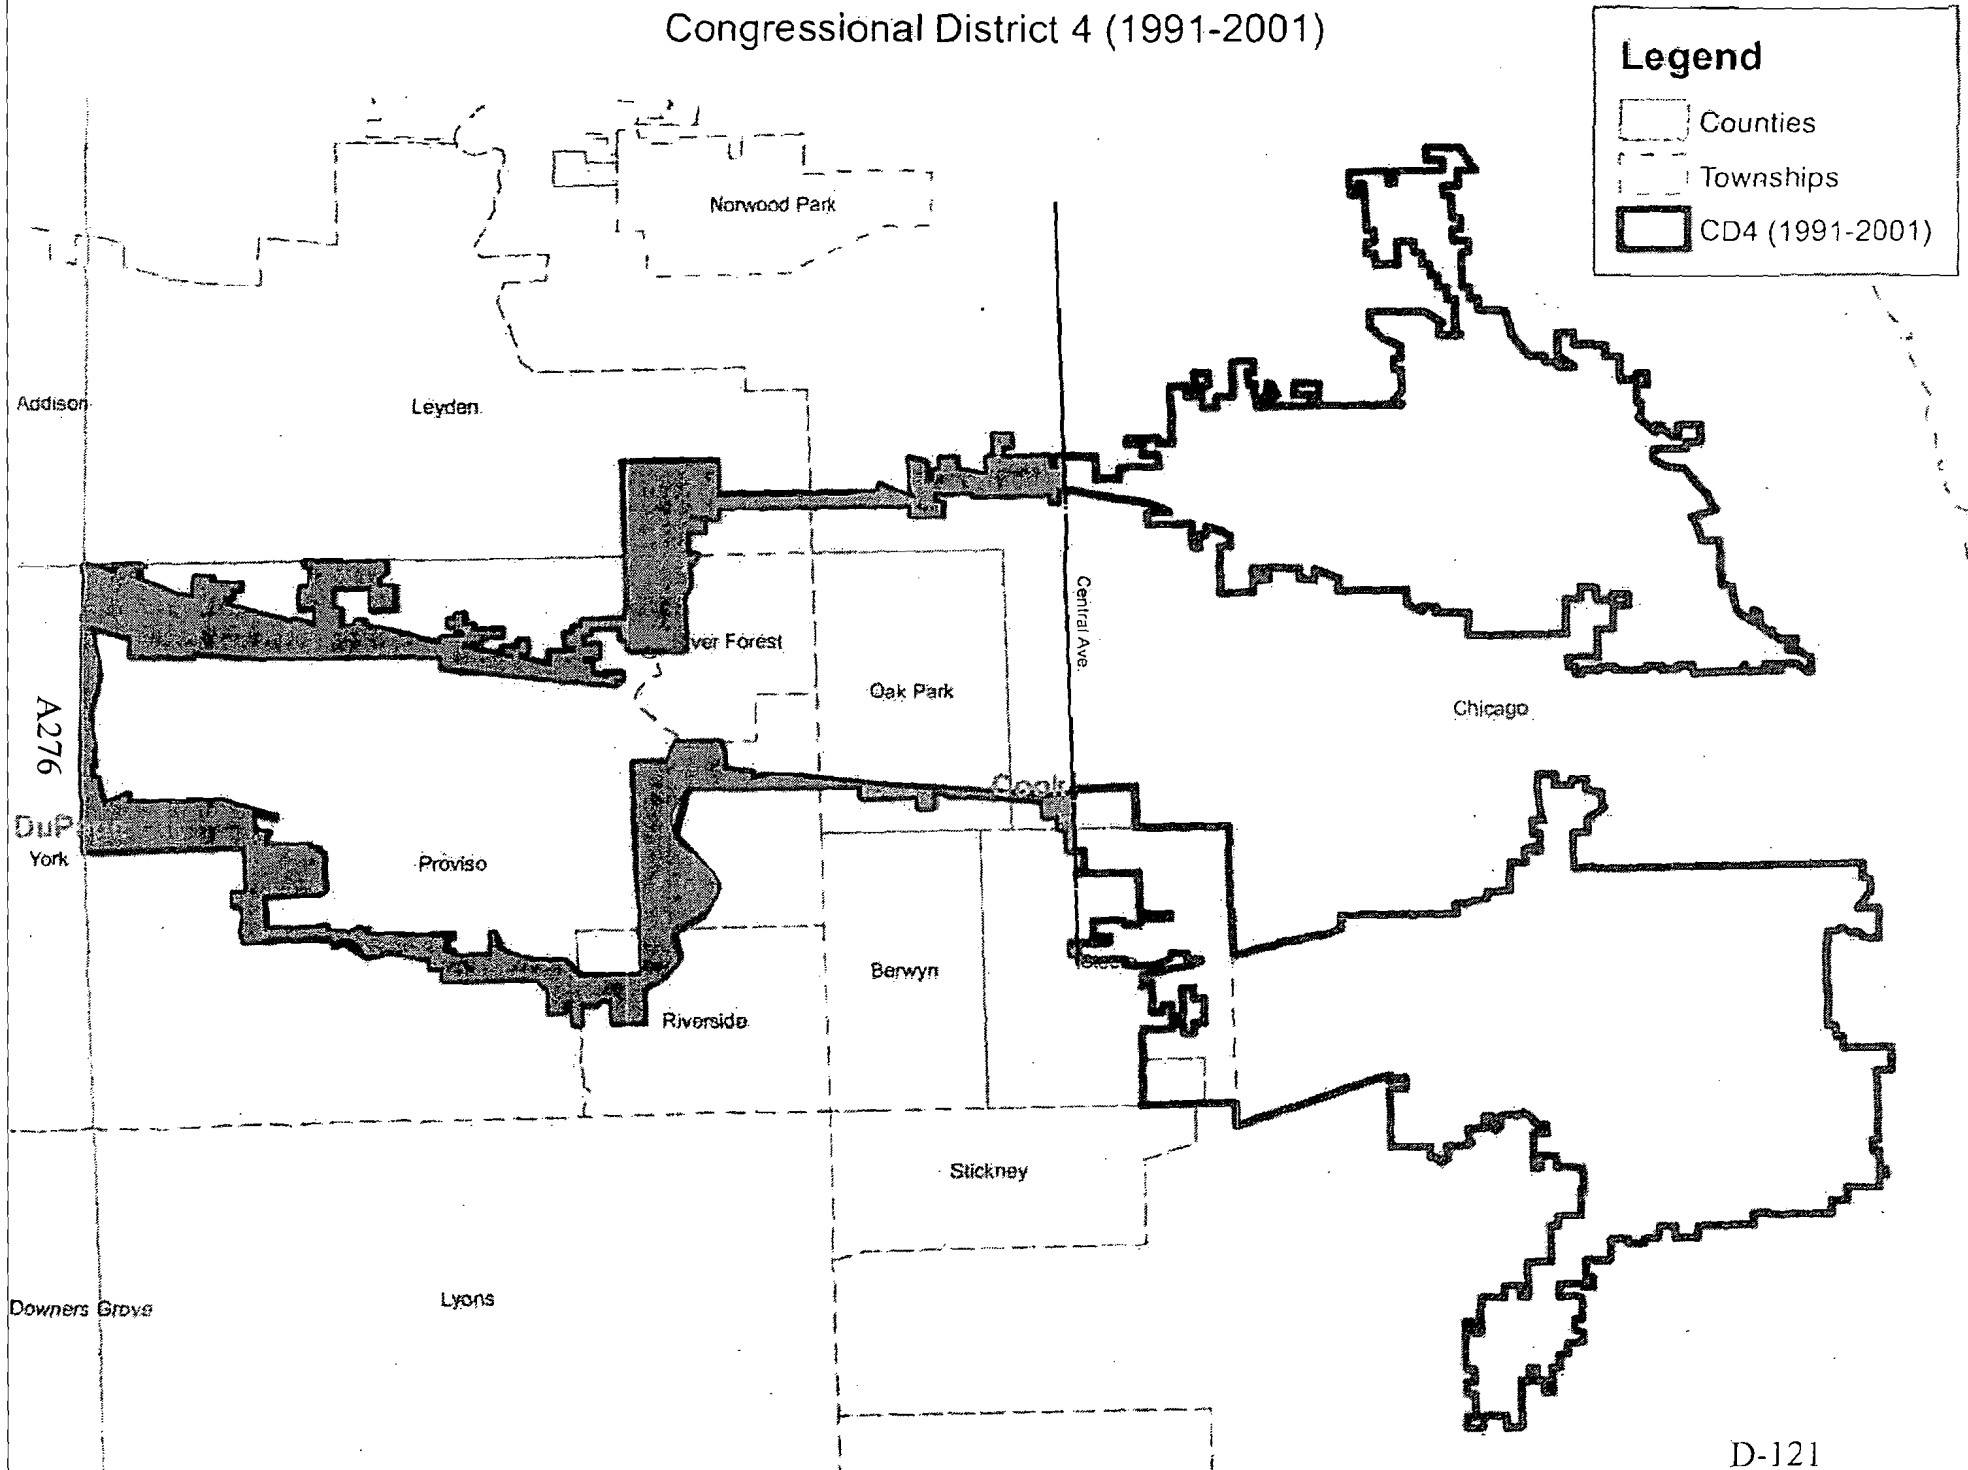 Congressional District 4 (1991-2001)
Legend
Counties
Townships
CD4 (1991-2001)
Norwood Park
Addison
Leyden
Central Ave.
ver Forest
Oak Park
Chicago
A276
Cook
DuP
York
Proviso
Berwyn
Riverside
Stickney
Downers Grove
Lyons
D-121